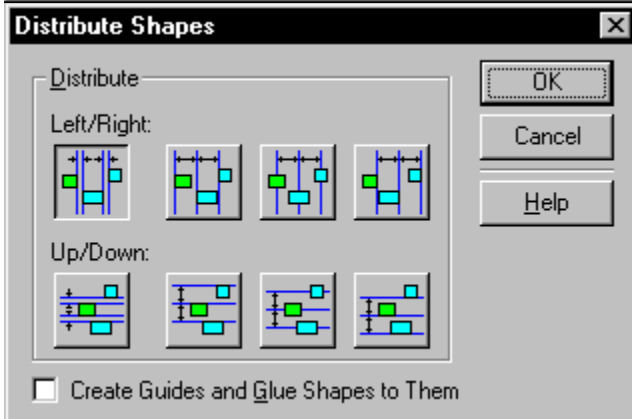 Distribute Shapes
Distribute
OK
Left/Right:
Cancel
Help
Up/Down:
Create Guides and Glue Shapes to Them